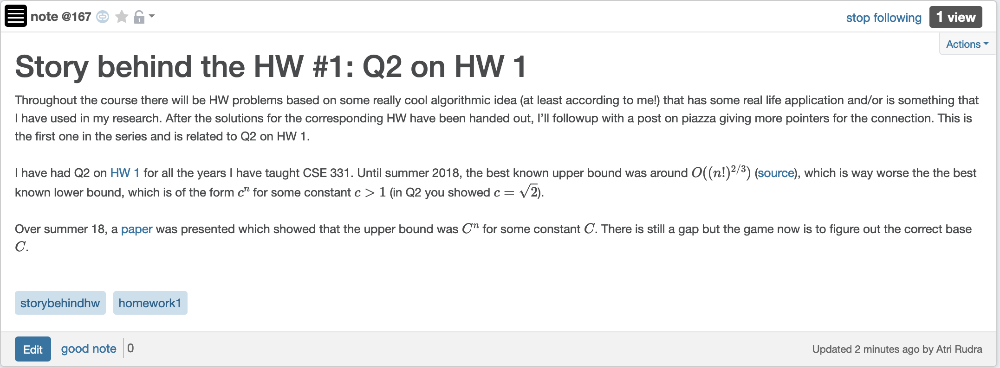 note @167
stop following
1 view
Actions
Story behind the HW #1: Q2 on HW 1
Throughout the course there will be HW problems based on some really cool algorithmic idea (at least according to me!) that has some real life application and/or is something that
I have used in my research. After the solutions for the corresponding HW have been handed out, I’ll followup with a post on piazza giving more pointers for the connection. This is
the first one in the series and is related to Q2 on HW 1.
I have had Q2 on HW 1 for all the years I have taught CSE 331. Until summer 2018, the best known upper bound was around O((n!)^{2/3}) (source), which is way worse the the best
known lower bound, which is of the form c^n for some constant c > 1 (in Q2 you showed c = √2).
Over summer 18, a paper was presented which showed that the upper bound was C^n for some constant C. There is still a gap but the game now is to figure out the correct base
C.
storybehindhw homework1
Edit good note 0
Updated 2 minutes ago by Atri Rudra